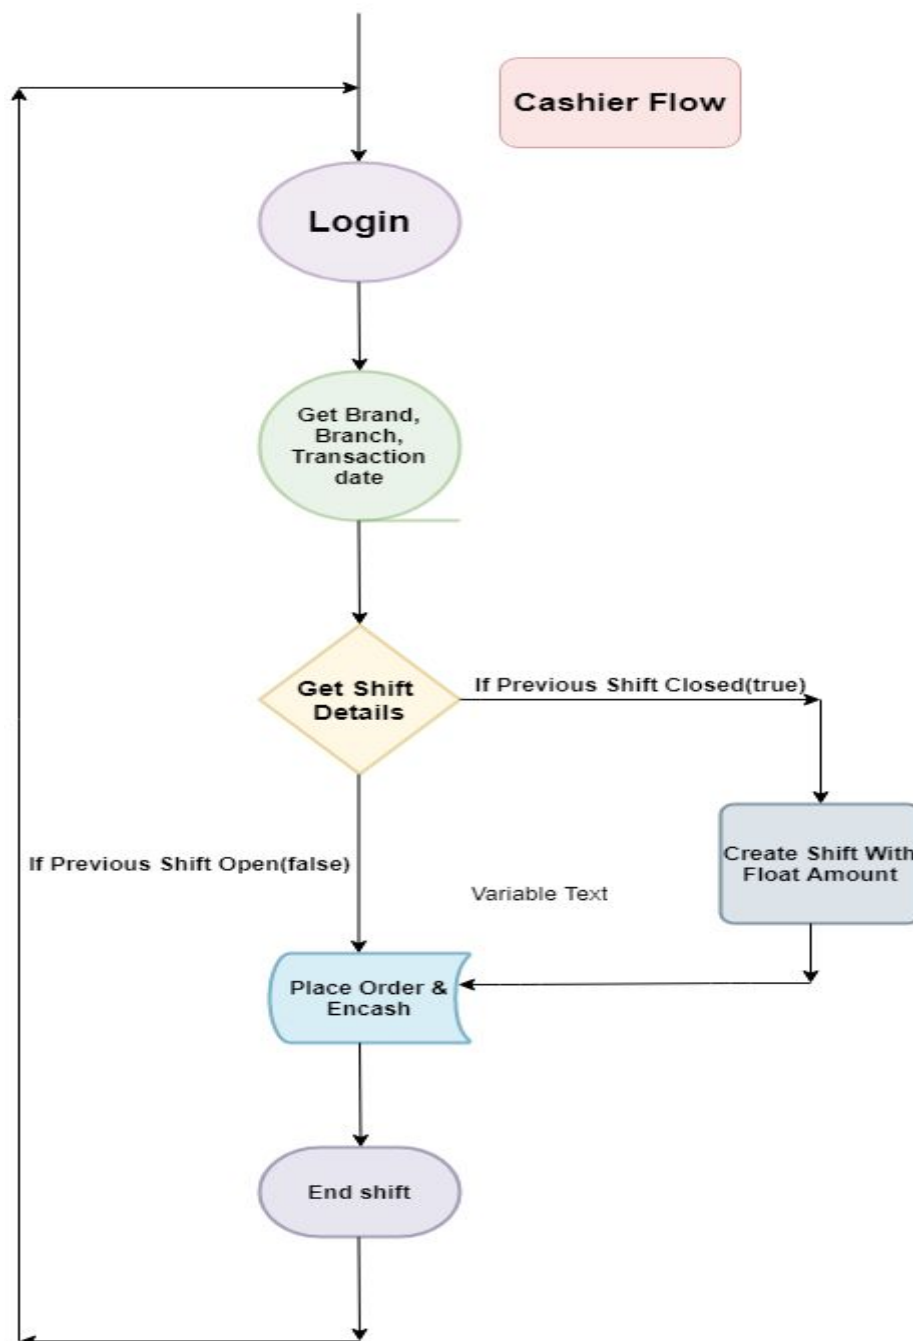 Cashier Flow
Login
Get Brand,
Branch,
Transaction
date
Get Shift
Details
If Previous Shift Closed(true)
Create Shift With
Float Amount
If Previous Shift Open(false)
Variable Text
Place Order &
Encash
End shift